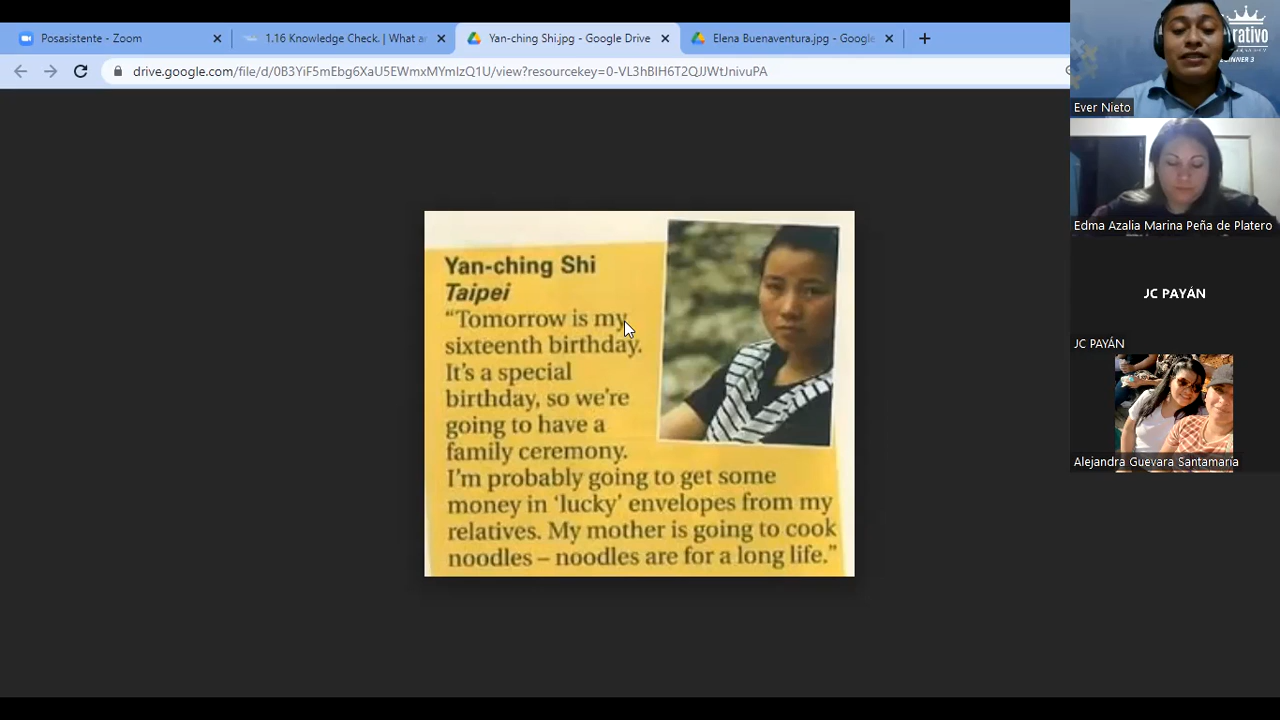 Posasistente - Zoom
1.16 Knowledge Check. | What a
Yan-ching Shi.jpg - Google Drive
Elena Buenaventura.jpg - Google
drive.google.com/file/d/0B3YiF5mEbg6XaU5EWmxMYmlzQ1U/view?resourcekey=0-VL3hBlH6T2QJJWtJnivuPA
Yan-ching Shi
Taipei
“Tomorrow is my
sixteenth birthday.
It's a special
birthday, so we're
going to have a
family ceremony.
I'm probably going to get some
money in ‘lucky’ envelopes from my
relatives. My mother is going to cook
noodles – noodles are for a long life.”
rativo
Ever Nieto
Edma Azalia Marina Peña de Platero
JC PAYÁN
JC PAYÁN
Alejandra Guevara Santamaría